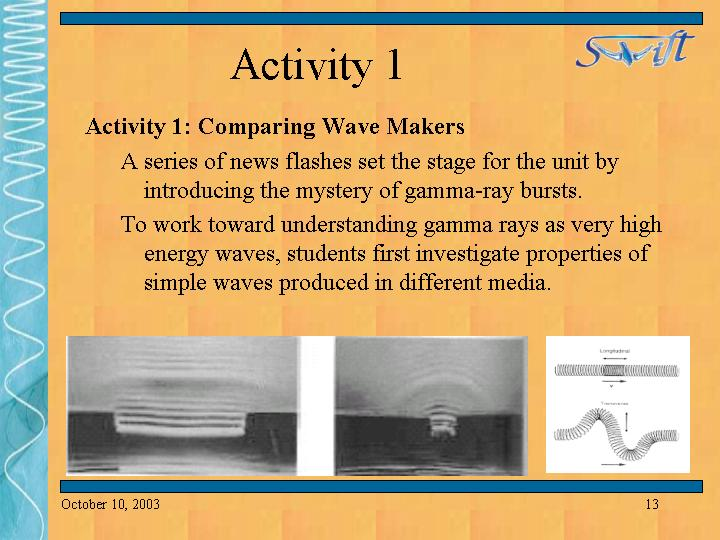 Activity 1
Swift
Activity 1: Comparing Wave Makers
A series of news flashes set the stage for the unit by
introducing the mystery of gamma-ray bursts.
To work toward understanding gamma rays as very high
energy waves, students first investigate properties of
simple waves produced in different media.
Longitudinal
v
Transverse
October 10, 2003
13